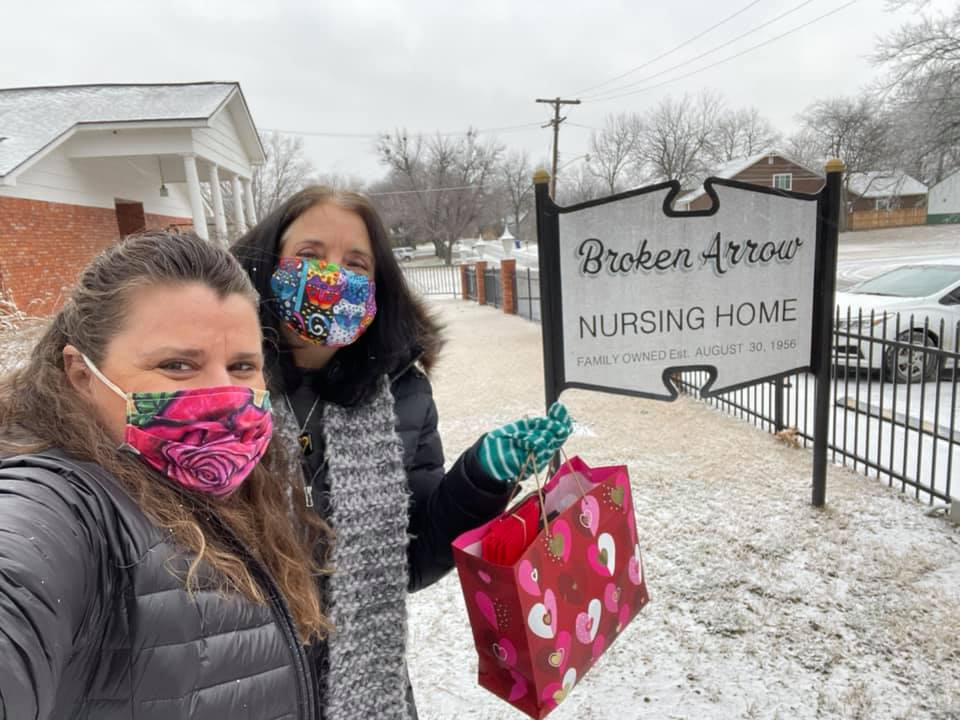 Broken Arrow
NURSING HOME
FAMILY OWNED Est. AUGUST 30, 1956